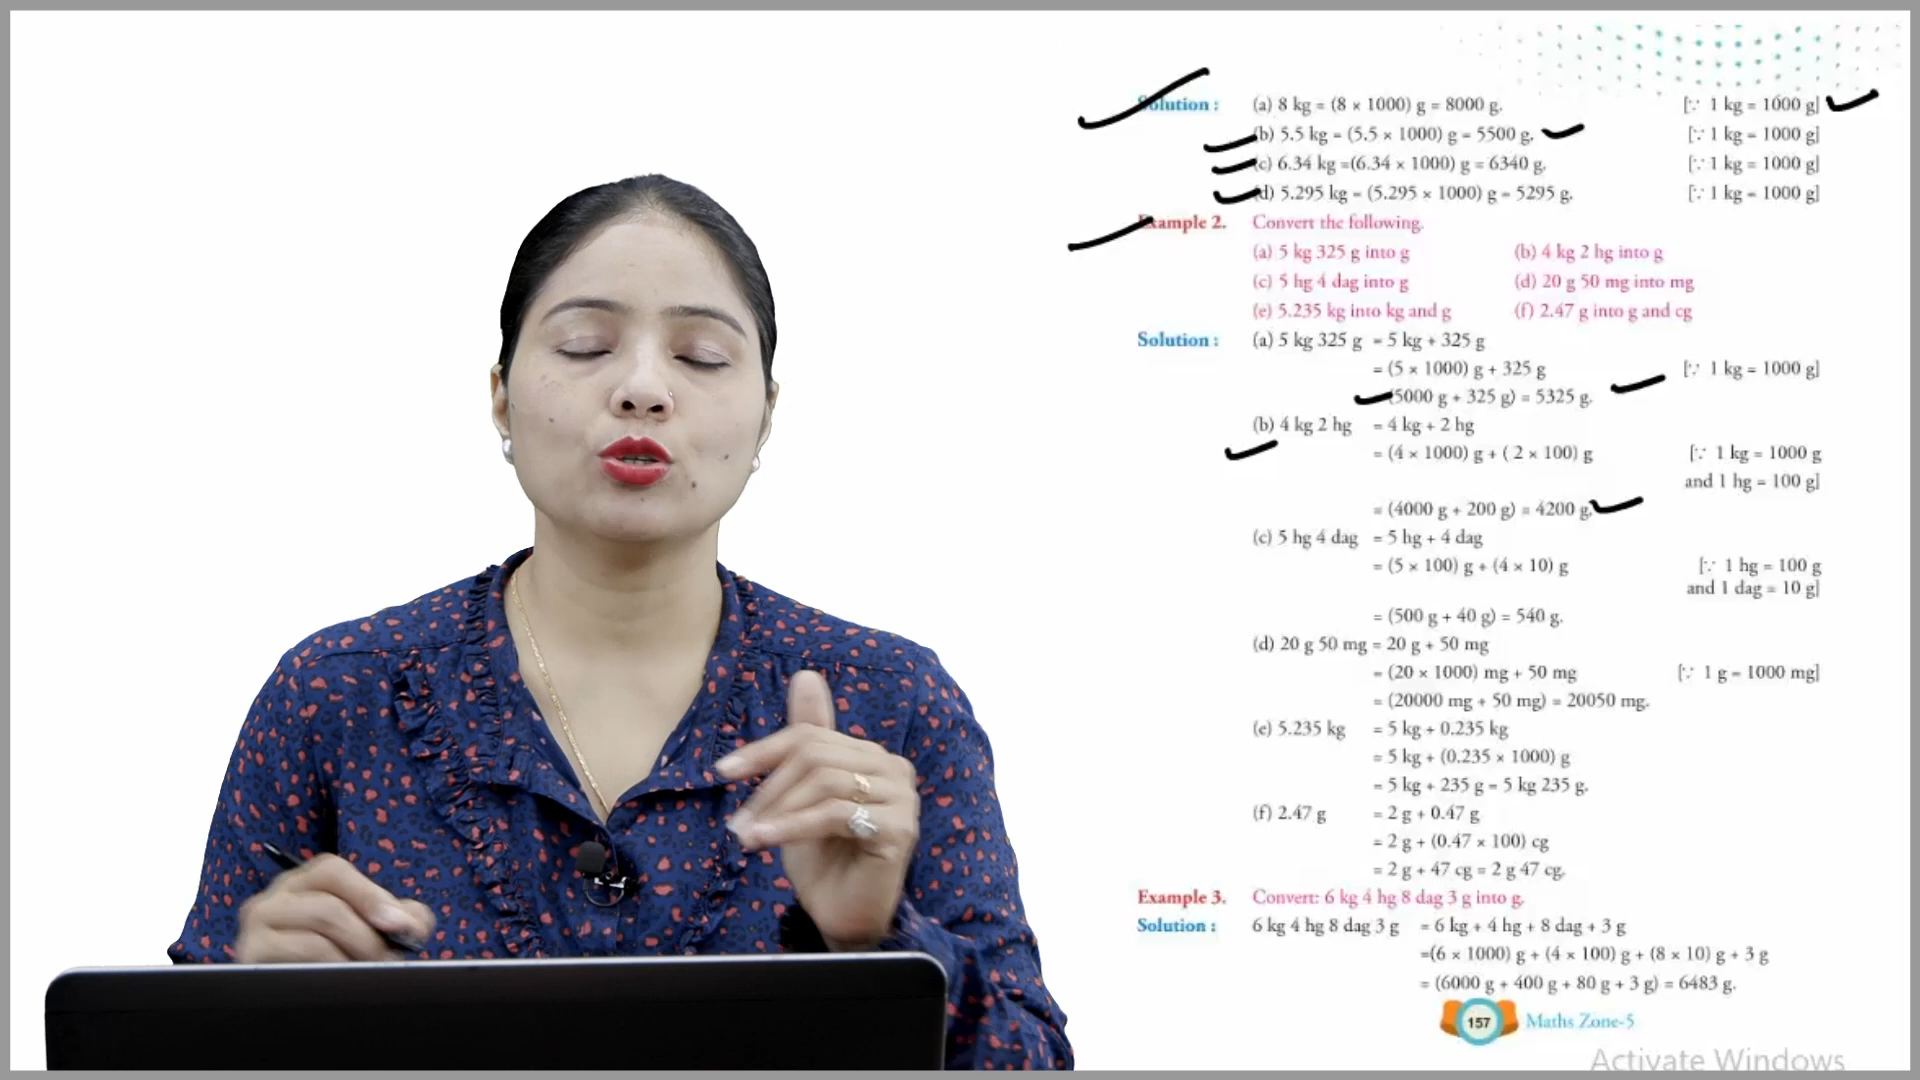 Solution : (a) 8 kg = (8 × 1000) g = 8000 g. [∵ 1 kg = 1000 g]
(b) 5.5 kg = (5.5 × 1000) g = 5500 g. [∵ 1 kg = 1000 g]
(c) 6.34 kg =(6.34 × 1000) g = 6340 g. [∵ 1 kg = 1000 g]
(d) 5.295 kg = (5.295 × 1000) g = 5295 g. [∵ 1 kg = 1000 g]
Example 2. Convert the following.
(a) 5 kg 325 g into g (b) 4 kg 2 hg into g
(c) 5 hg 4 dag into g (d) 20 g 50 mg into mg
(e) 5.235 kg into kg and g (f) 2.47 g into g and cg
Solution : (a) 5 kg 325 g = 5 kg + 325 g
= (5 × 1000) g + 325 g [∵ 1 kg = 1000 g]
(5000 g + 325 g) = 5325 g.
(b) 4 kg 2 hg = 4 kg + 2 hg
= (4 × 1000) g + ( 2 × 100) g [∵ 1 kg = 1000 g
and 1 hg = 100 g]
= (4000 g + 200 g) = 4200 g.
(c) 5 hg 4 dag = 5 hg + 4 dag
= (5 × 100) g + (4 × 10) g [∵ 1 hg = 100 g
and 1 dag = 10 g]
= (500 g + 40 g) = 540 g.
(d) 20 g 50 mg = 20 g + 50 mg
= (20 × 1000) mg + 50 mg [∵ 1 g = 1000 mg]
= (20000 mg + 50 mg) = 20050 mg.
(e) 5.235 kg = 5 kg + 0.235 kg
= 5 kg + (0.235 × 1000) g
= 5 kg + 235 g = 5 kg 235 g.
(f) 2.47 g = 2 g + 0.47 g
= 2 g + (0.47 × 100) cg
= 2 g + 47 cg = 2 g 47 cg.
Example 3. Convert: 6 kg 4 hg 8 dag 3 g into g.
Solution : 6 kg 4 hg 8 dag 3 g = 6 kg + 4 hg + 8 dag + 3 g
=(6 × 1000) g + (4 × 100) g + (8 × 10) g + 3 g
= (6000 g + 400 g + 80 g + 3 g) = 6483 g.
157 Maths Zone-5
Activate Windows